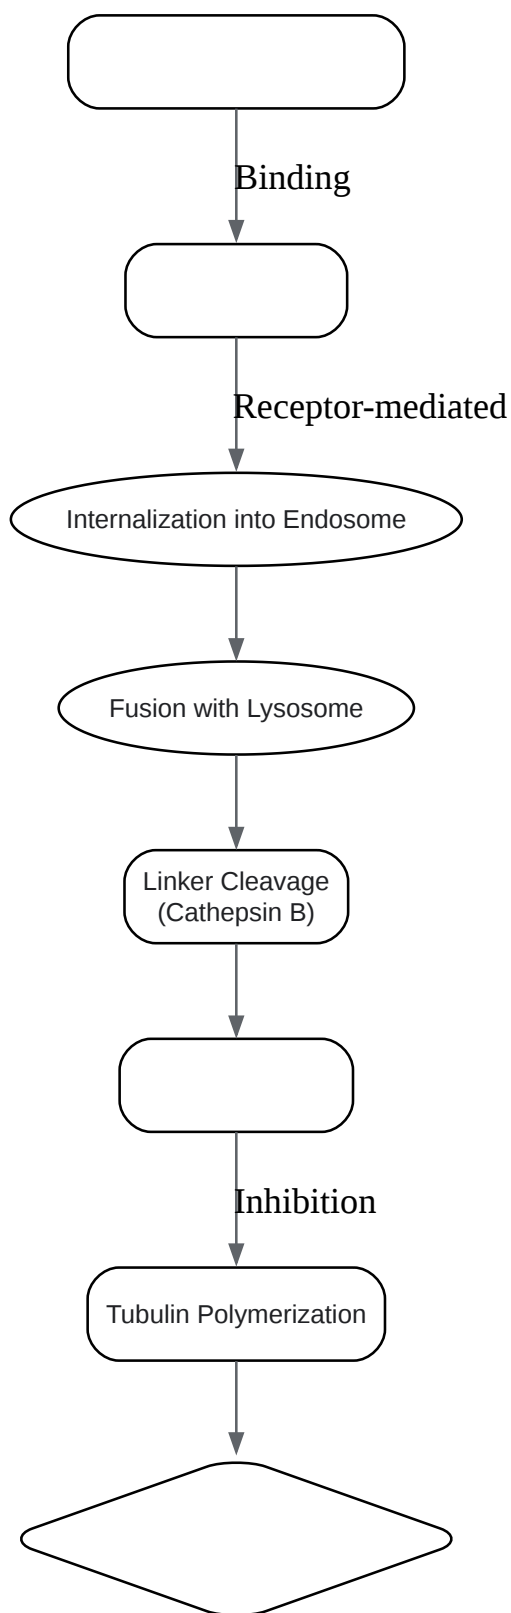 Binding
Receptor-mediated
Internalization into Endosome
Fusion with Lysosome
Linker Cleavage
(Cathepsin B)
Inhibition
Tubulin Polymerization